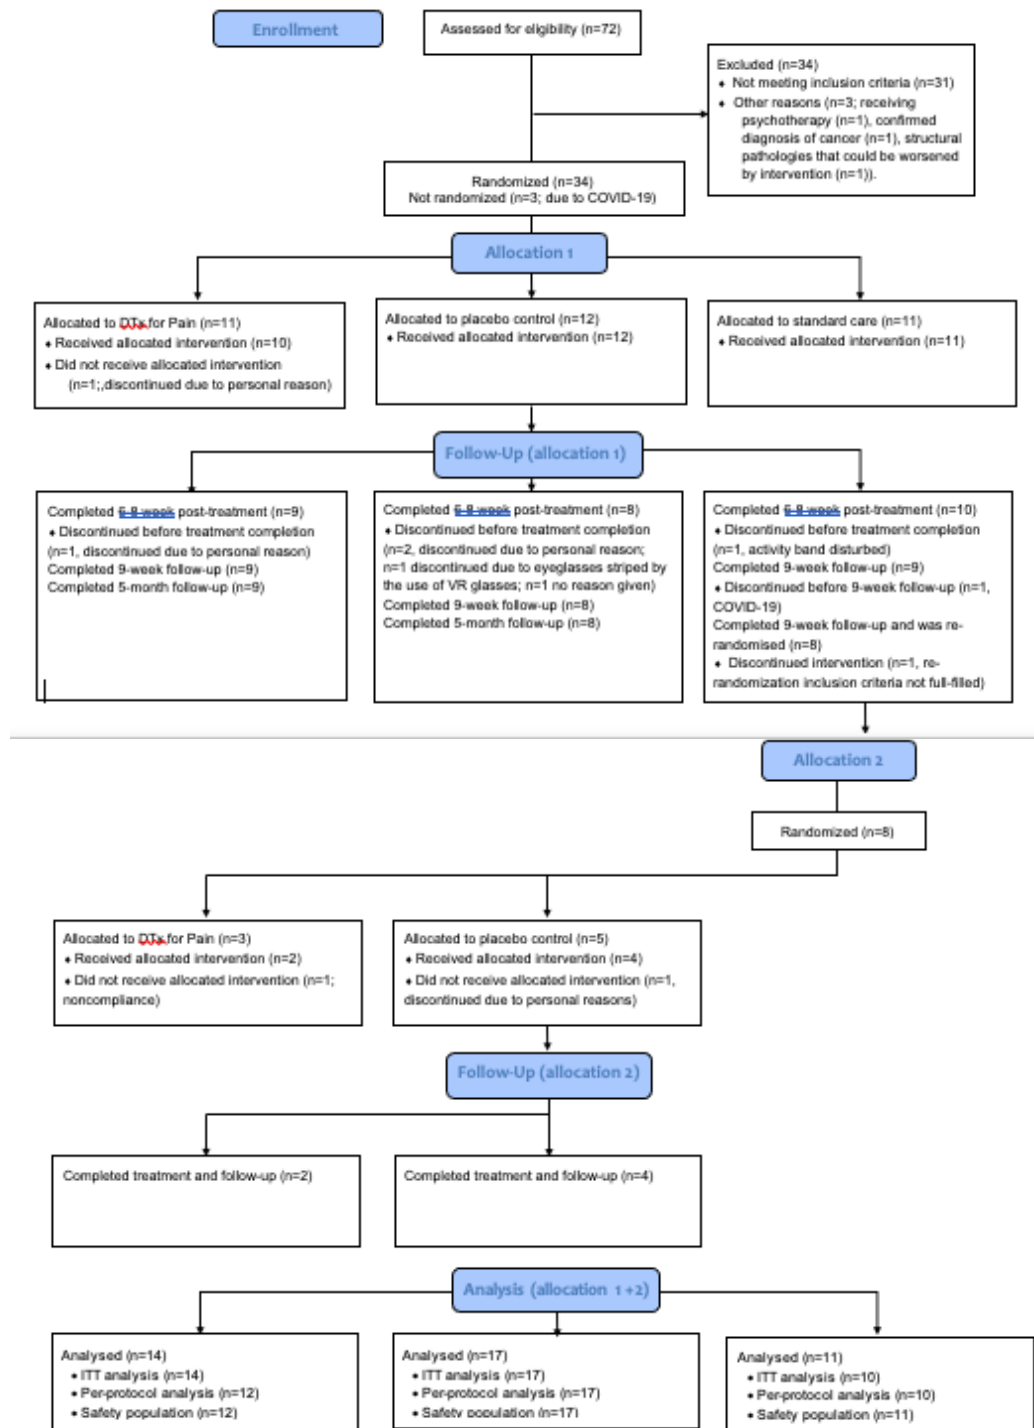 Enrollment
Assessed for eligibility (n=72)
Excluded (n=34)
♦ Not meeting inclusion criteria (n=31)
♦ Other reasons (n=3; receiving
psychotherapy (n=1), confirmed
diagnosis of cancer (n=1), structural
pathologies that could be worsened
by intervention (n=1)).
Randomized (n=34)
Not randomized (n=3; due to COVID-19)
Allocation 1
Allocated to DTx for Pain (n=11)
♦ Received allocated intervention (n=10)
♦ Did not receive allocated intervention
(n=1;,discontinued due to personal reason)
Allocated to placebo control (n=12)
♦ Received allocated intervention (n=12)
Allocated to standard care (n=11)
♦ Received allocated intervention (n=11)
Follow-Up (allocation 1)
Completed 6-8 week post-treatment (n=9)
♦ Discontinued before treatment completion
(n=1, discontinued due to personal reason)
Completed 9-week follow-up (n=9)
Completed 5-month follow-up (n=9)
Completed 6-8 week post-treatment (n=8)
♦ Discontinued before treatment completion
(n=2, discontinued due to personal reason;
n=1 discontinued due to eyeglasses striped by
the use of VR glasses; n=1 no reason given)
Completed 9-week follow-up (n=8)
Completed 5-month follow-up (n=8)
Completed 6-8 week post-treatment (n=10)
♦ Discontinued before treatment completion
(n=1, activity band disturbed)
Completed 9-week follow-up (n=9)
♦ Discontinued before 9-week follow-up (n=1,
COVID-19)
Completed 9-week follow-up and was re-
randomised (n=8)
♦ Discontinued intervention (n=1, re-
randomization inclusion criteria not full-filled)
Allocation 2
Randomized (n=8)
Allocated to DTx for Pain (n=3)
♦ Received allocated intervention (n=2)
♦ Did not receive allocated intervention (n=1;
noncompliance)
Allocated to placebo control (n=5)
♦ Received allocated intervention (n=4)
♦ Did not receive allocated intervention (n=1,
discontinued due to personal reasons)
Follow-Up (allocation 2)
Completed treatment and follow-up (n=2)
Completed treatment and follow-up (n=4)
Analysis (allocation 1+2)
Analysed (n=14)
• ITT analysis (n=14)
• Per-protocol analysis (n=12)
• Safety population (n=12)
Analysed (n=17)
• ITT analysis (n=17)
• Per-protocol analysis (n=17)
• Safety population (n=17)
Analysed (n=11)
• ITT analysis (n=10)
• Per-protocol analysis (n=10)
• Safety population (n=11)